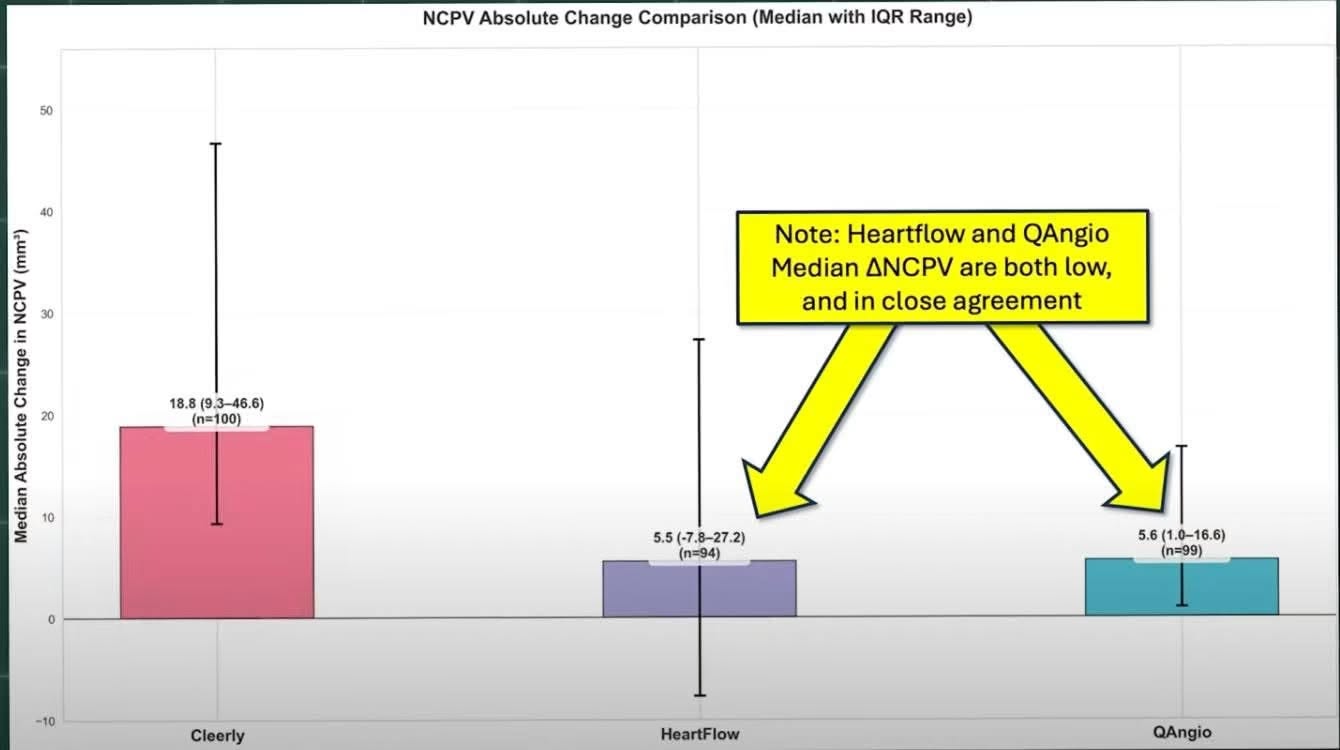 NCPV Absolute Change Comparison (Median with IQR Range)
Median Absolute Change in NCPV (mm³)
50
40
30
20
10
0
−10
18.8 (9.3–46.6)
(n=100)
5.5 (-7.8–27.2)
(n=94)
5.6 (1.0–16.6)
(n=99)
Note: Heartflow and QAngio
Median ΔNCPV are both low,
and in close agreement
Cleerly
HeartFlow
QAngio